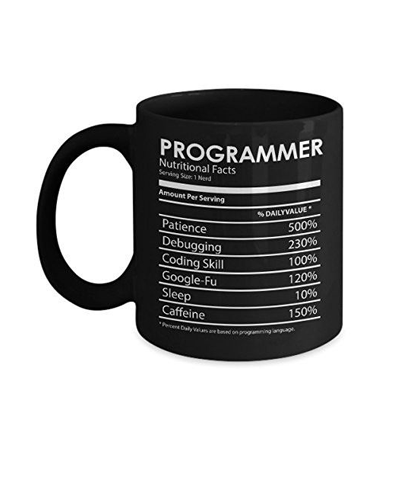 PROGRAMMER
Nutritional Facts
Serving Size: 1 Nerd
Amount Per Serving
% DAILYVALUE *
Patience 500%
Debugging 230%
Coding Skill 100%
Google-Fu 120%
Sleep 10%
Caffeine 150%
* Percent Daily Values are based on programming language.